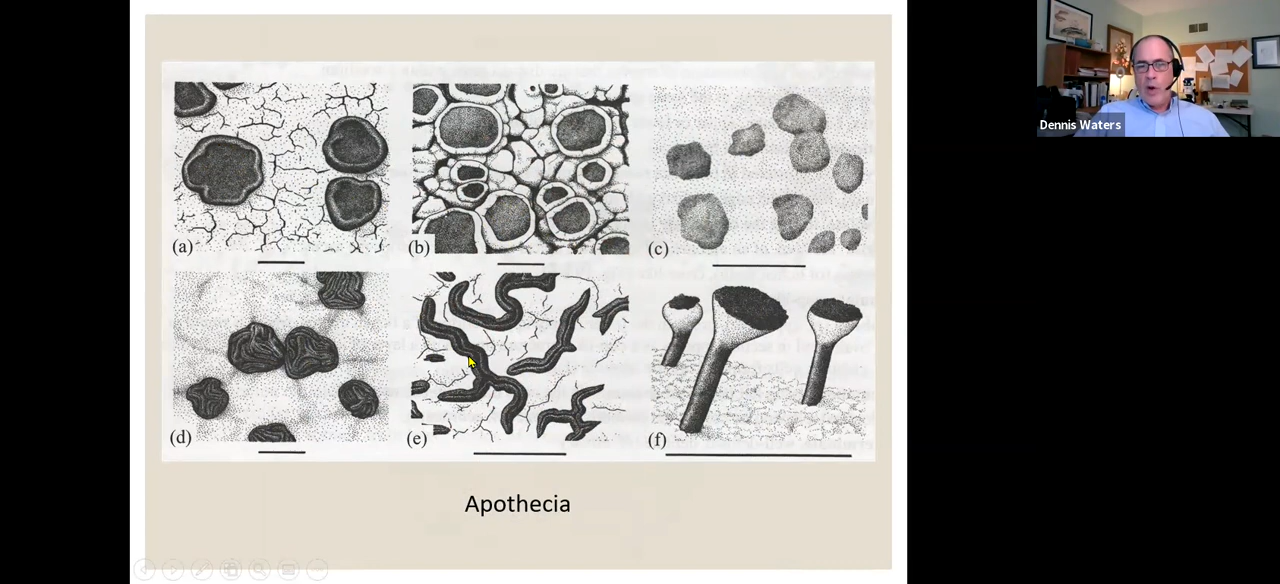 Dennis Waters
(a)
(b)
(c)
(d)
(e)
(f)
Apothecia